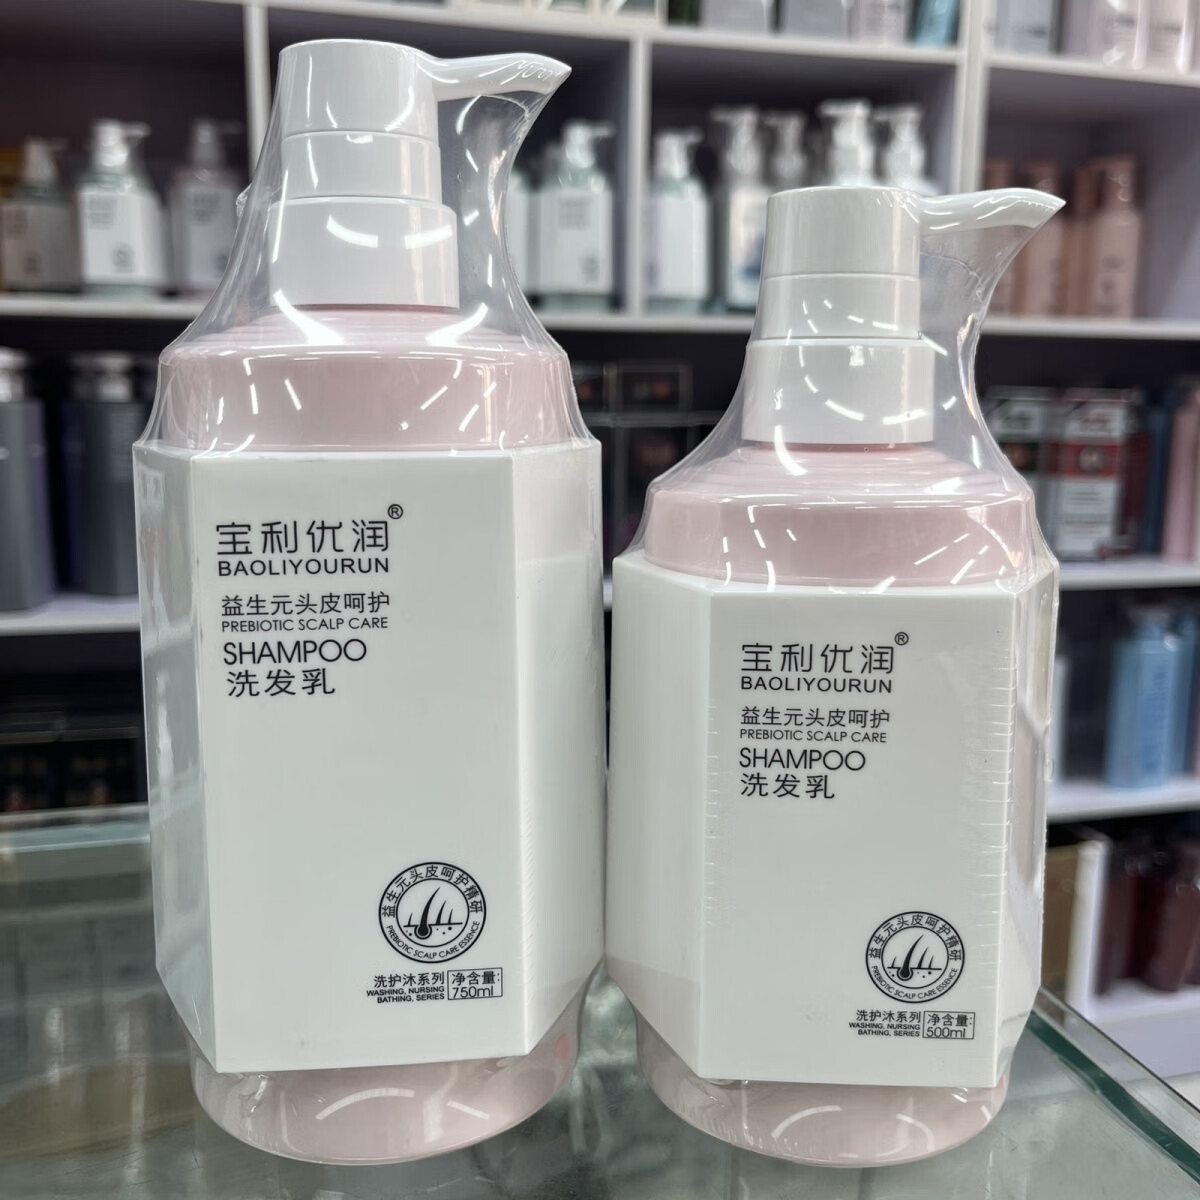 宝利优润®
BAOLIYOURUN
益生元头皮呵护
PREBIOTIC SCALP CARE
SHAMPOO
洗发乳
益生元头皮呵护精研
PREBIOTIC SCALP CARE ESSENCE
洗护沐系列
WASHING, NURSING
BATHING, SERIES
净含量:
750ml
宝利优润®
BAOLIYOURUN
益生元头皮呵护
PREBIOTIC SCALP CARE
SHAMPOO
洗发乳
益生元头皮呵护精研
PREBIOTIC SCALP CARE ESSENCE
洗护沐系列
WASHING, NURSING
BATHING, SERIES
净含量:
500ml